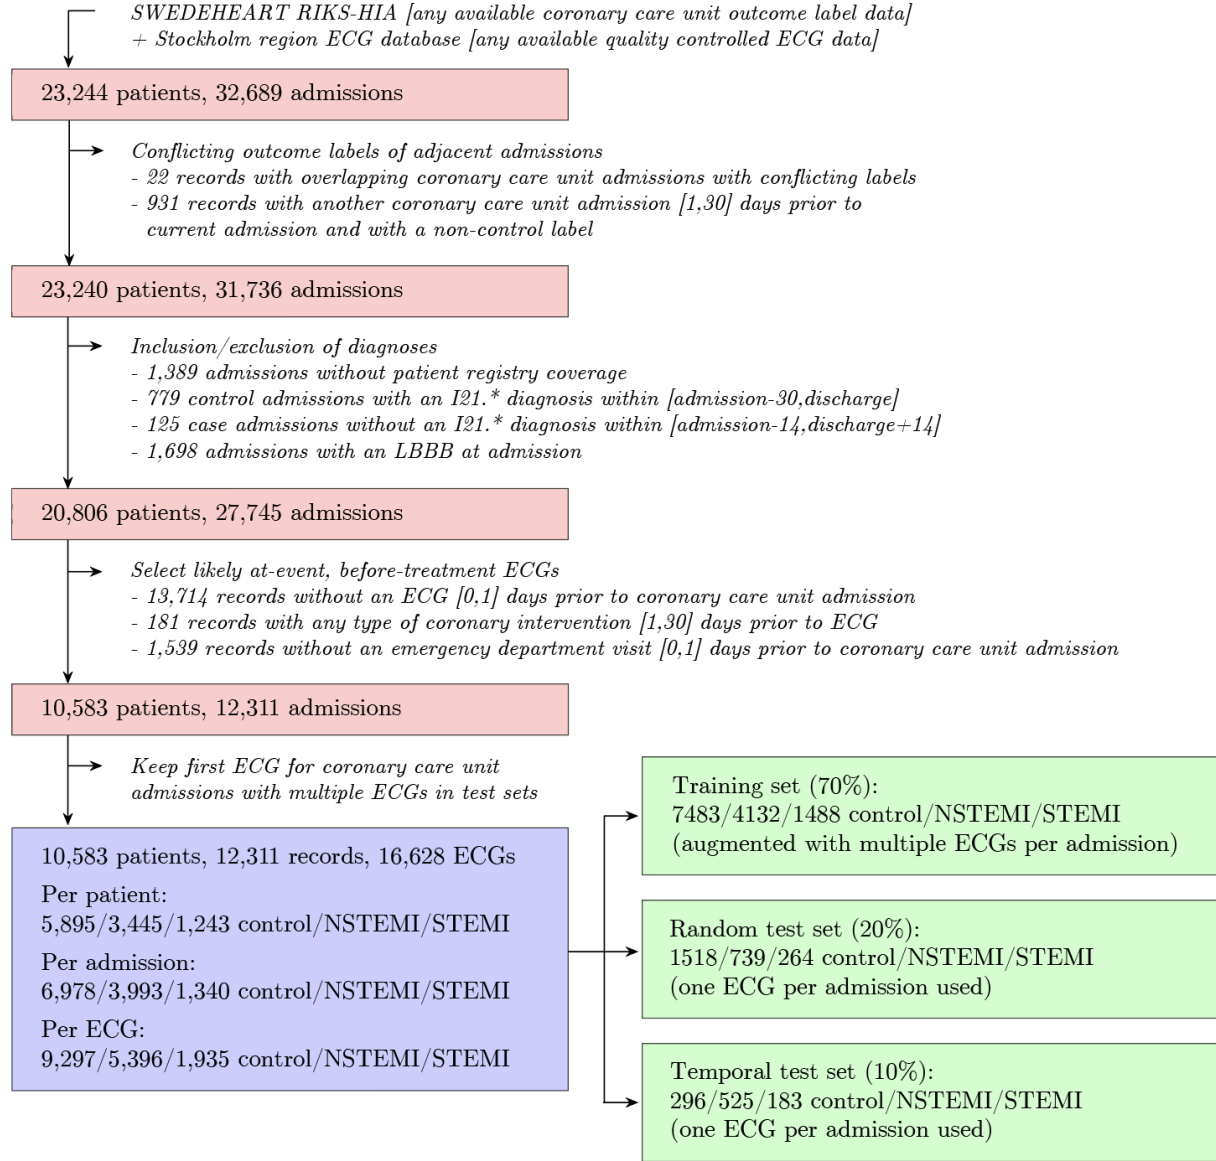 SWEDEHEART RIKS-HIA [any available coronary care unit outcome label data]
+ Stockholm region ECG database [any available quality controlled ECG data]
23,244 patients, 32,689 admissions
Conflicting outcome labels of adjacent admissions
- 22 records with overlapping coronary care unit admissions with conflicting labels
- 931 records with another coronary care unit admission [1,30] days prior to
current admission and with a non-control label
23,240 patients, 31,736 admissions
Inclusion/exclusion of diagnoses
- 1,389 admissions without patient registry coverage
- 779 control admissions with an I21.* diagnosis within [admission-30,discharge]
- 125 case admissions without an I21.* diagnosis within [admission-14,discharge+14]
- 1,698 admissions with an LBBB at admission
20,806 patients, 27,745 admissions
Select likely at-event, before-treatment ECGs
- 13,714 records without an ECG [0,1] days prior to coronary care unit admission
- 181 records with any type of coronary intervention [1,30] days prior to ECG
- 1,539 records without an emergency department visit [0,1] days prior to coronary care unit admission
10,583 patients, 12,311 admissions
Keep first ECG for coronary care unit
admissions with multiple ECGs in test sets
10,583 patients, 12,311 records, 16,628 ECGs
Per patient:
5,895/3,445/1,243 control/NSTEMI/STEMI
Per admission:
6,978/3,993/1,340 control/NSTEMI/STEMI
Per ECG:
9,297/5,396/1,935 control/NSTEMI/STEMI
Training set (70%):
7483/4132/1488 control/NSTEMI/STEMI
(augmented with multiple ECGs per admission)
Random test set (20%):
1518/739/264 control/NSTEMI/STEMI
(one ECG per admission used)
Temporal test set (10%):
296/525/183 control/NSTEMI/STEMI
(one ECG per admission used)